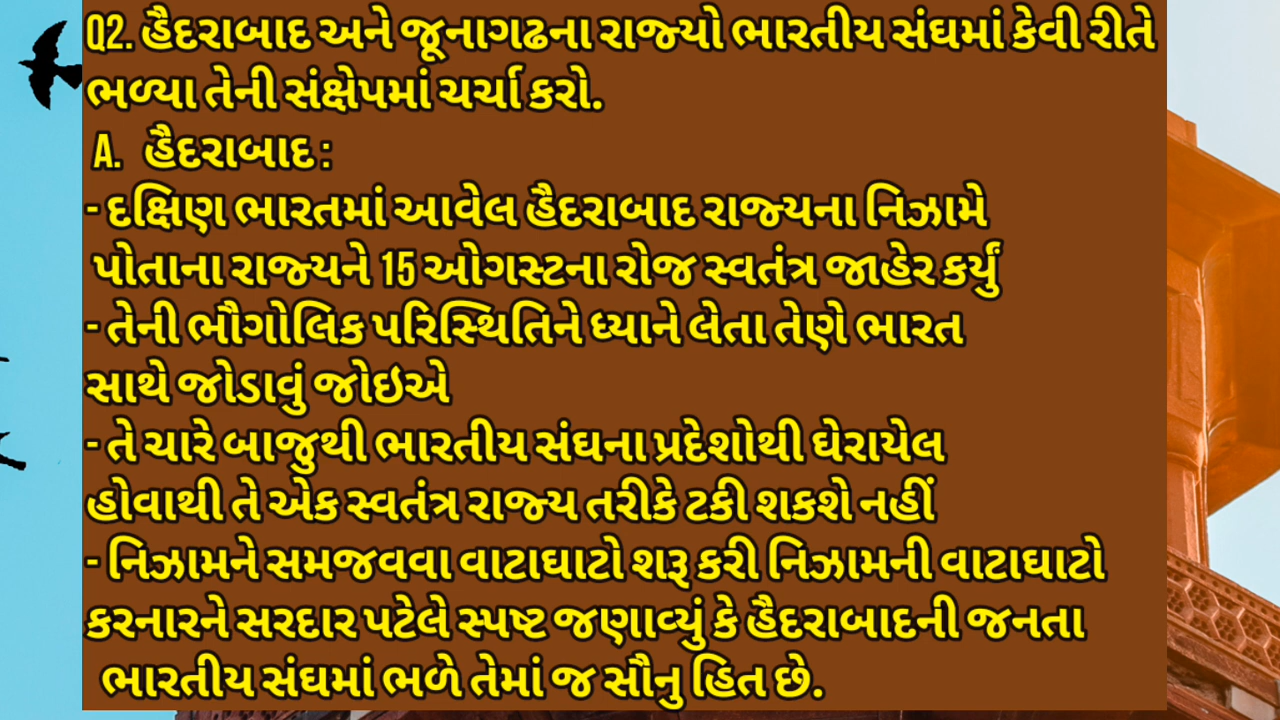 Q2. હૈદરાબાદ અને જૂનાગઢના રાજ્યો ભારતીય સંઘમાં કેવી રીતે
ભળ્યા તેની સંક્ષેપમાં ચર્ચા કરો.
A. હૈદરાબાદ :
- દક્ષિણ ભારતમાં આવેલ હૈદરાબાદ રાજ્યના નિઝામે
પોતાના રાજ્યને 15 ઓગસ્ટના રોજ સ્વતંત્ર જાહેર કર્યું
- તેની ભૌગોલિક પરિસ્થિતિને ધ્યાને લેતા તેણે ભારત
સાથે જોડાવું જોઇએ
- તે ચારે બાજુથી ભારતીય સંઘના પ્રદેશોથી ઘેરાયેલ
હોવાથી તે એક સ્વતંત્ર રાજ્ય તરીકે ટકી શકશે નહીં
- નિઝામને સમજવવા વાટાઘાટો શરૂ કરી નિઝામની વાટાઘાટો
કરનારને સરદાર પટેલે સ્પષ્ટ જણાવ્યું કે હૈદરાબાદની જનતા
ભારતીય સંઘમાં ભળે તેમાં જ સૌનુ હિત છે.